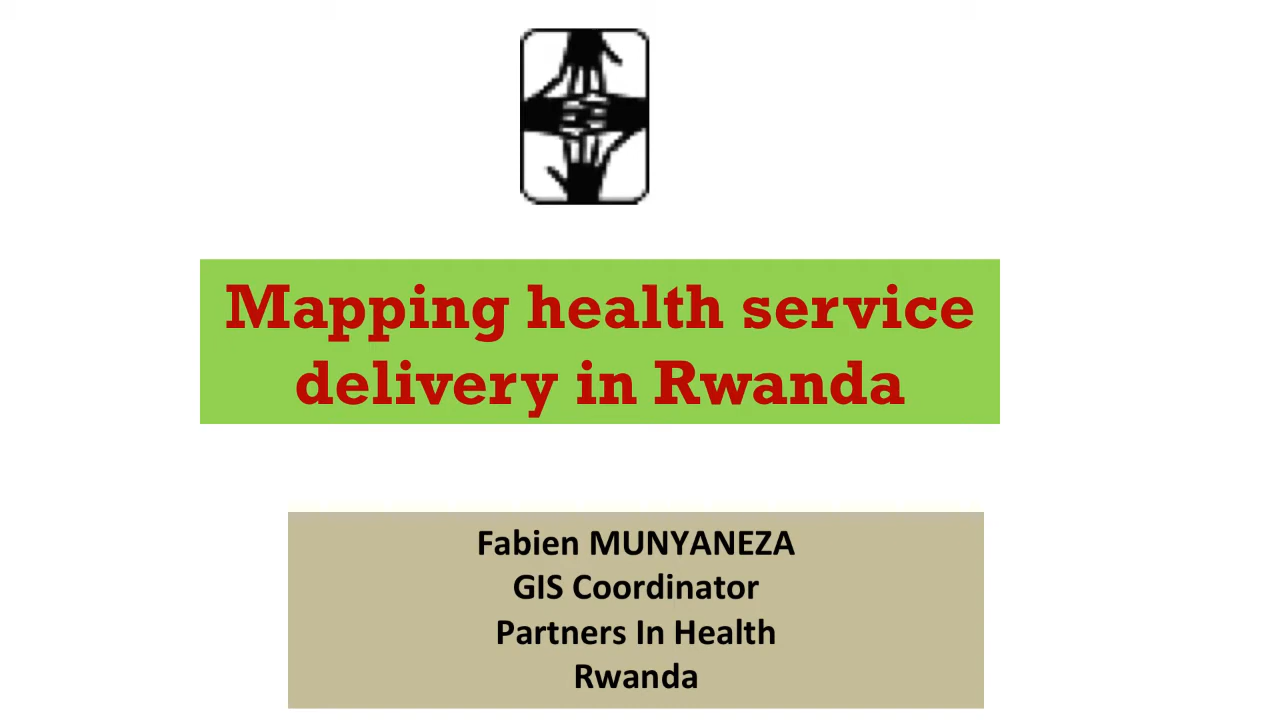 Mapping health service
delivery in Rwanda
Fabien MUNYANEZA
GIS Coordinator
Partners In Health
Rwanda